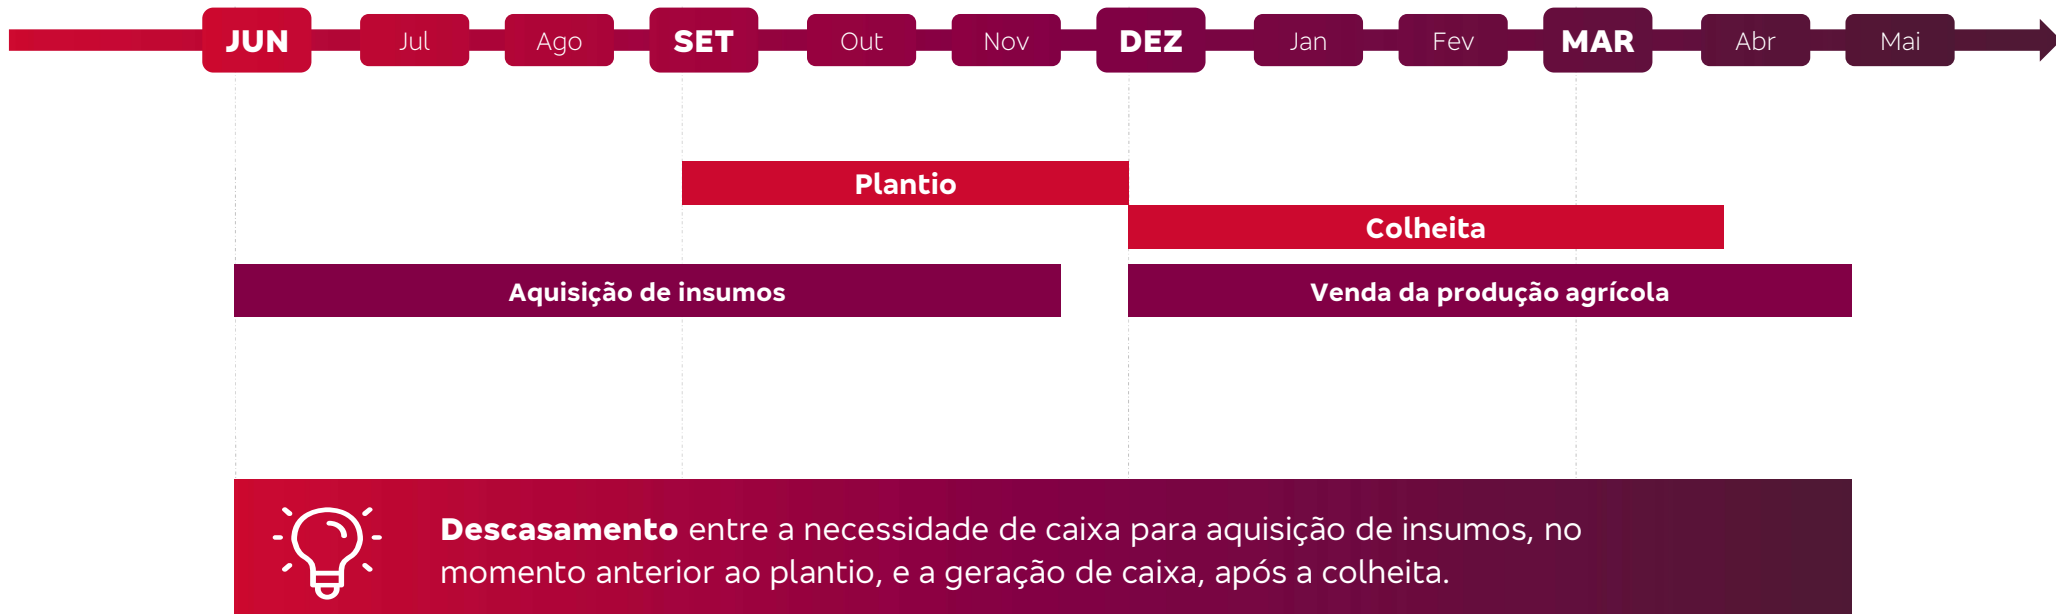 JUN Jul Ago SET Out Nov DEZ Jan Fev MAR Abr Mai
Plantio
Colheita
Aquisição de insumos
Venda da produção agrícola
Descasamento entre a necessidade de caixa para aquisição de insumos, no
momento anterior ao plantio, e a geração de caixa, após a colheita.